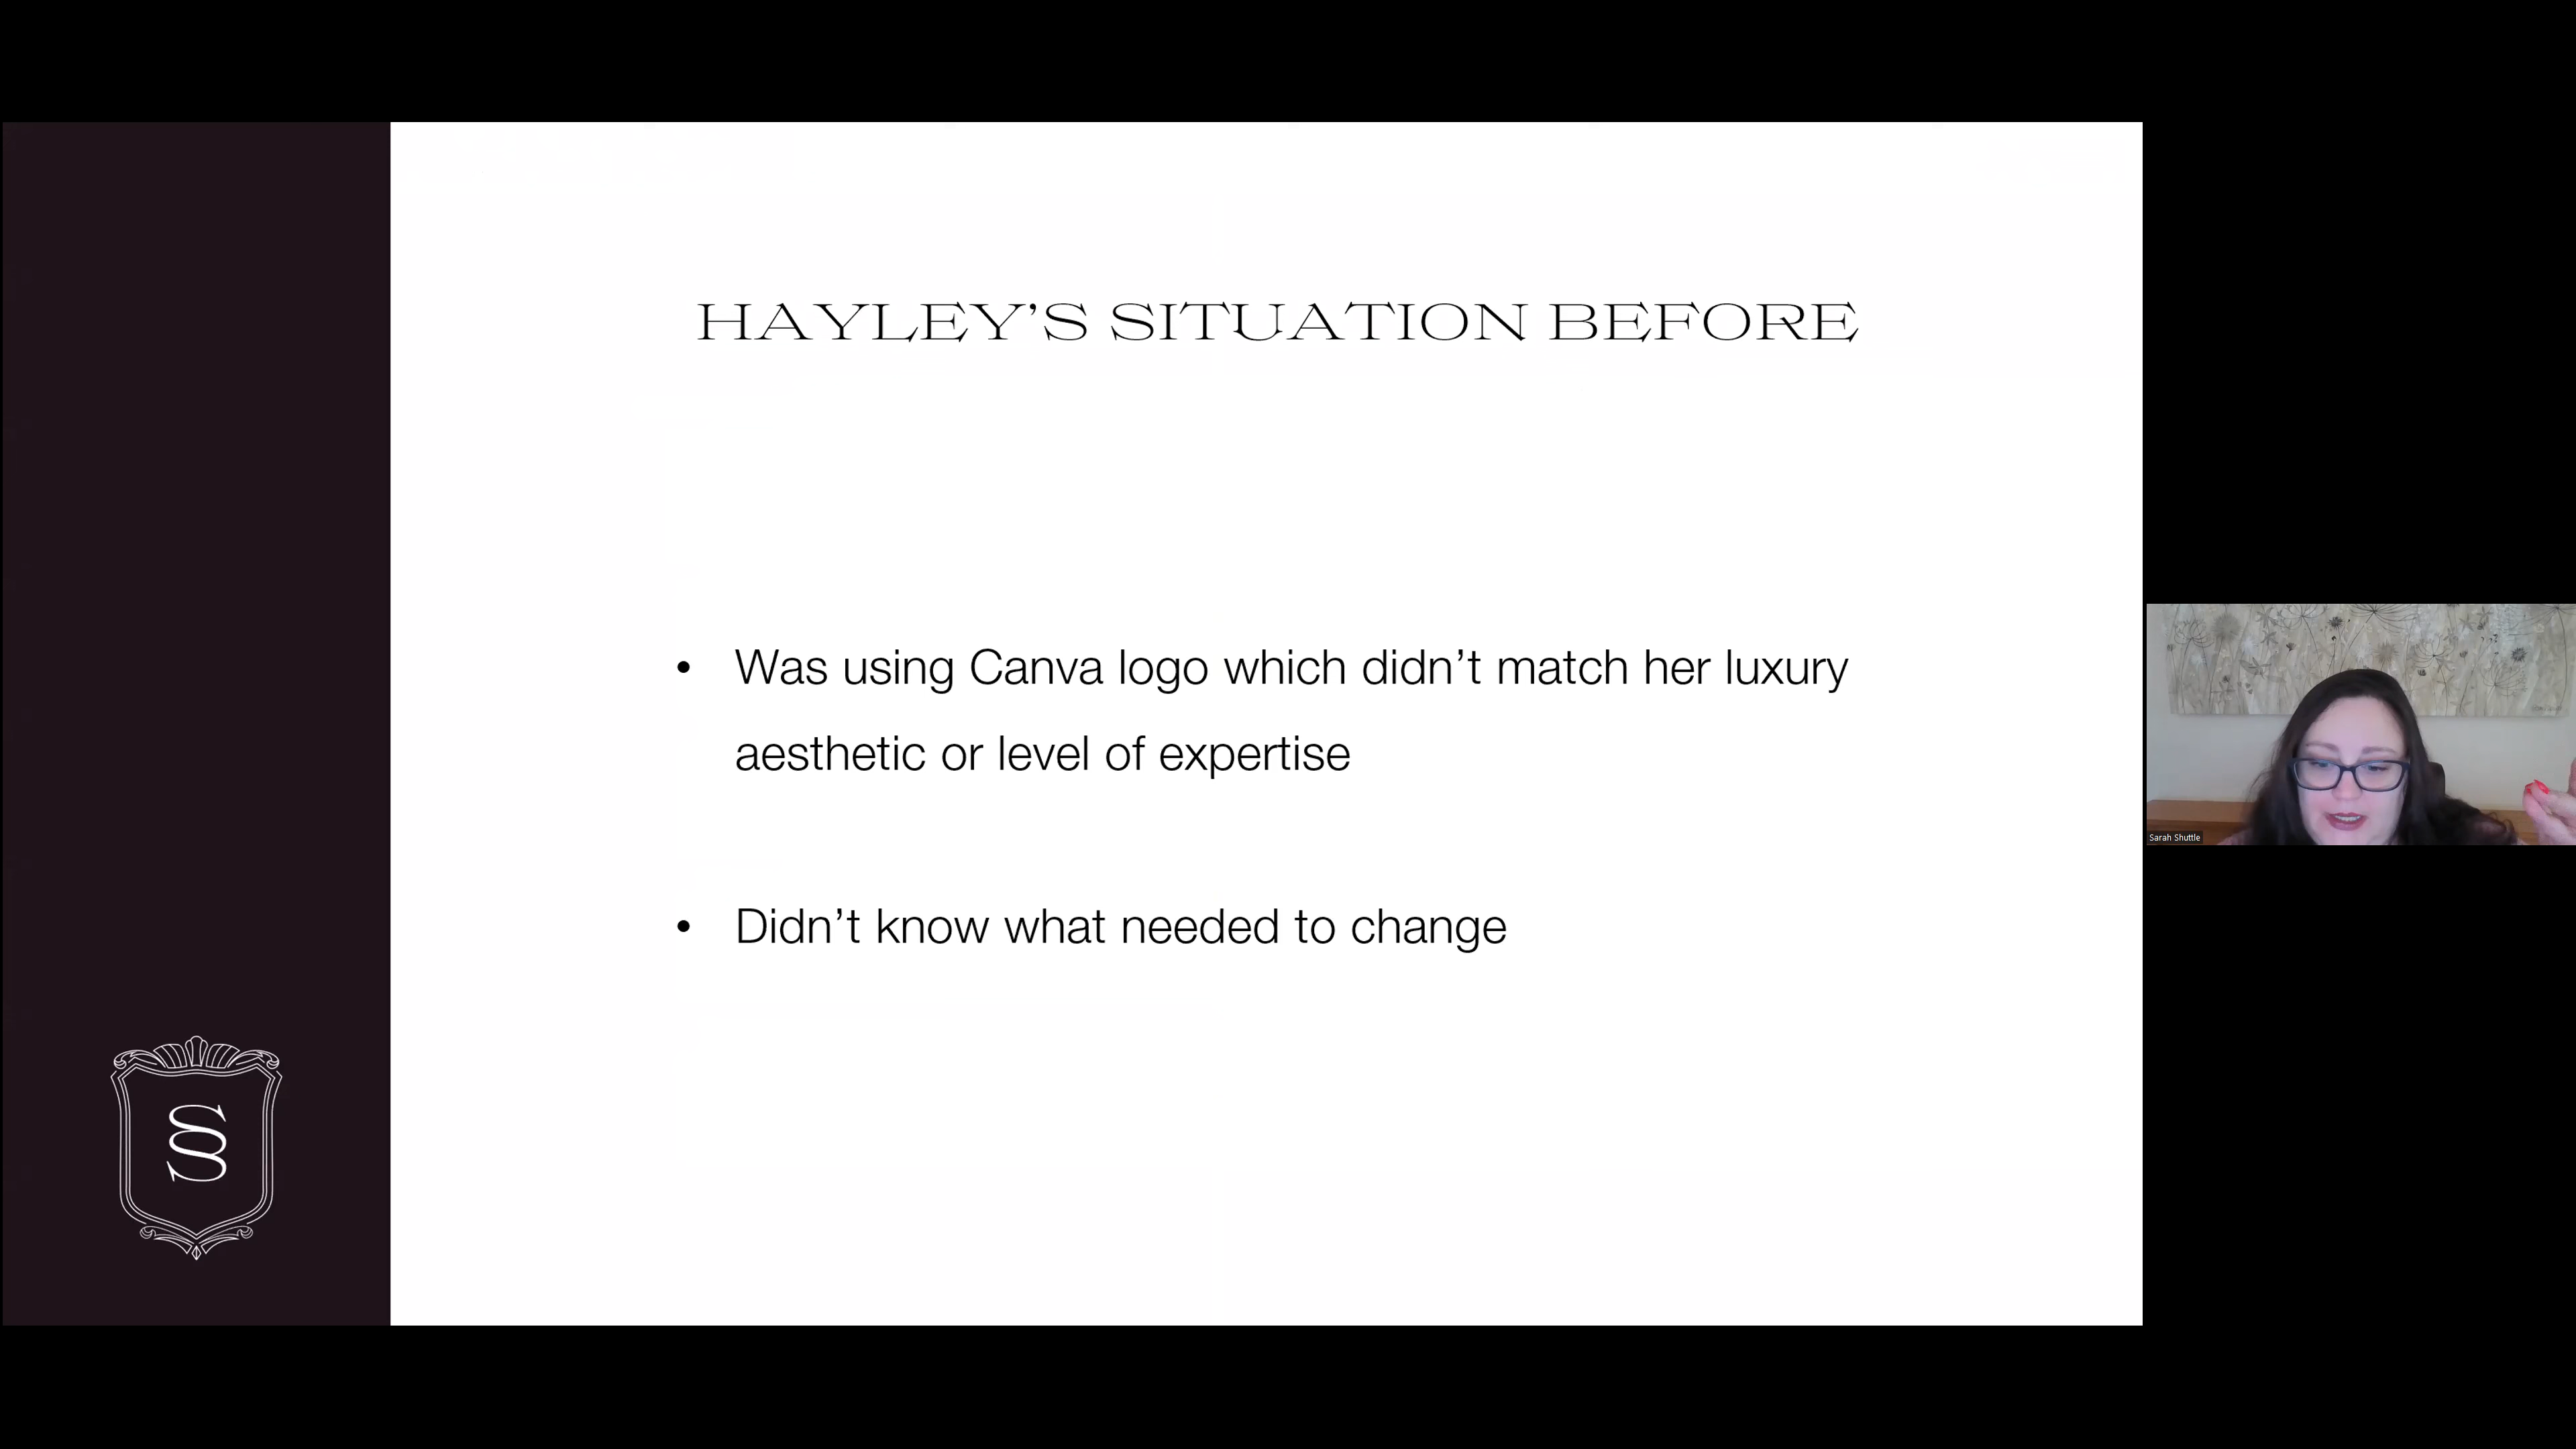 HAYLEY’S SITUATION BEFORE
• Was using Canva logo which didn’t match her luxury
aesthetic or level of expertise
• Didn’t know what needed to change
SS
Sarah Shuttle